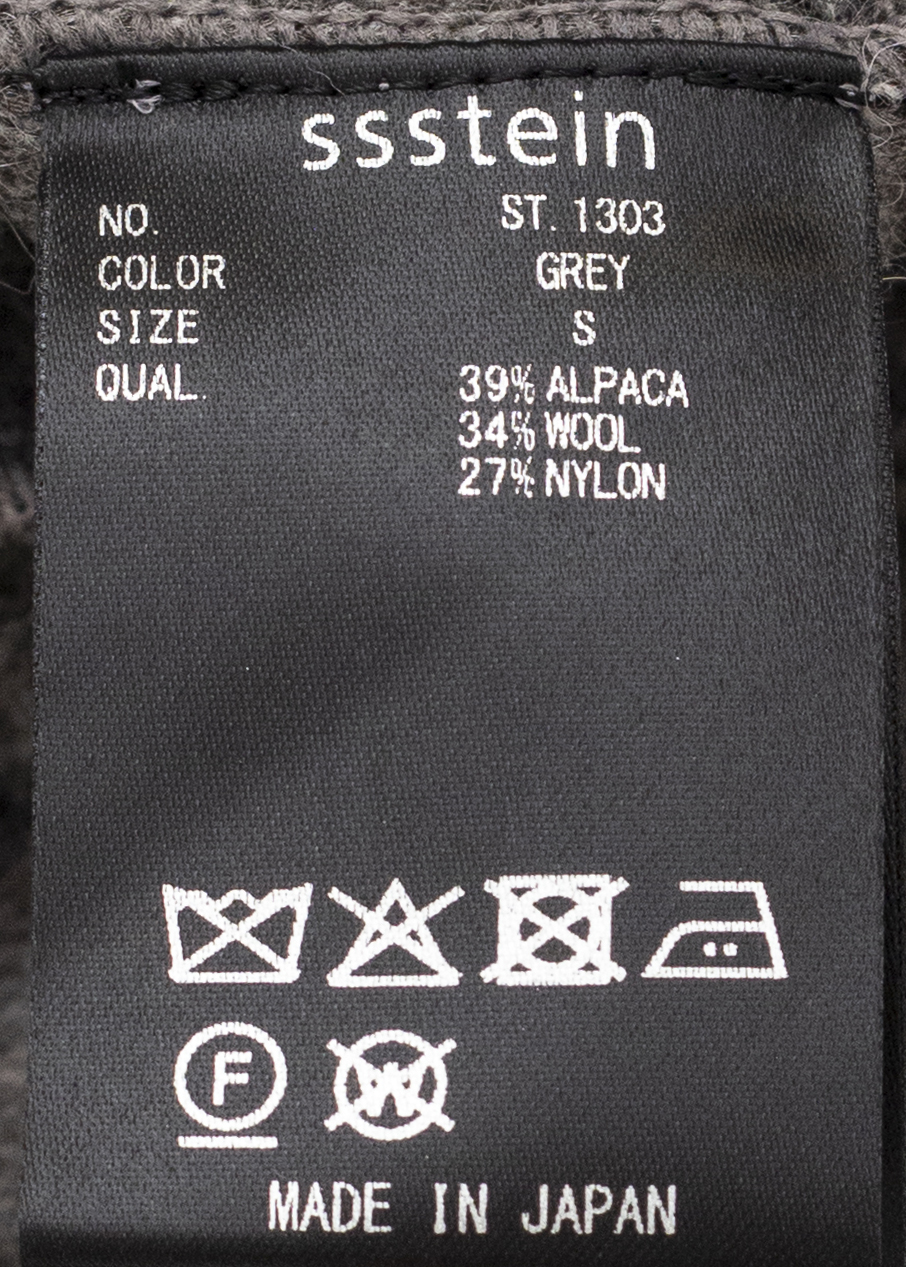 ssstein
NO. ST. 1303
COLOR GREY
SIZE S
QUAL. 39% ALPACA
34% WOOL
27% NYLON
F W
MADE IN JAPAN